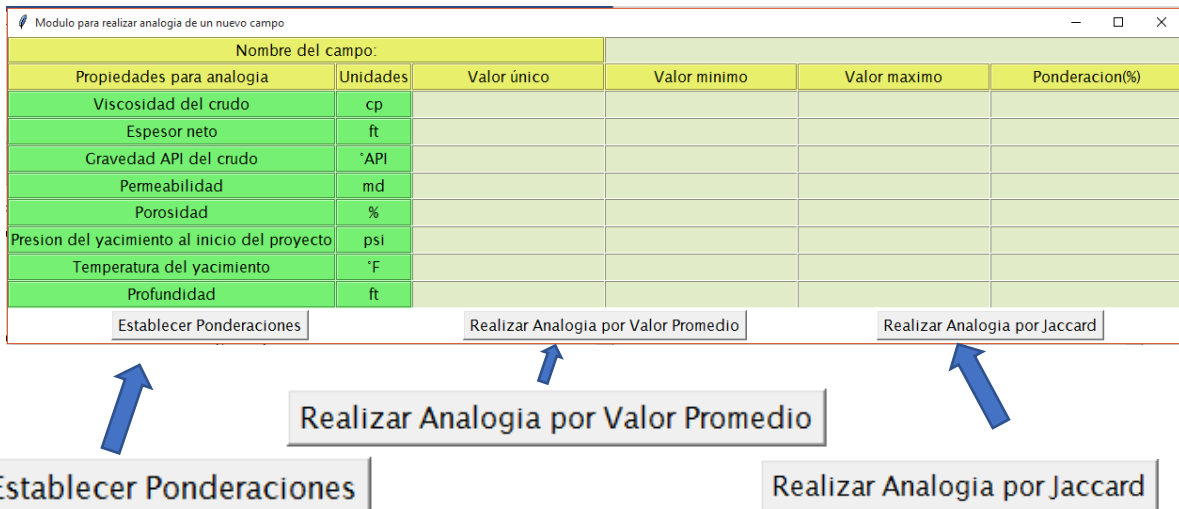 Modulo para realizar analogia de un nuevo campo
Nombre del campo:
Propiedades para analogia Unidades Valor único Valor minimo Valor maximo Ponderacion(%)
Viscosidad del crudo cp
Espesor neto ft
Gravedad API del crudo °API
Permeabilidad md
Porosidad %
Presion del yacimiento al inicio del proyecto psi
Temperatura del yacimiento °F
Profundidad ft
Establecer Ponderaciones Realizar Analogia por Valor Promedio Realizar Analogia por Jaccard
Realizar Analogia por Valor Promedio
Establecer Ponderaciones Realizar Analogia por Jaccard